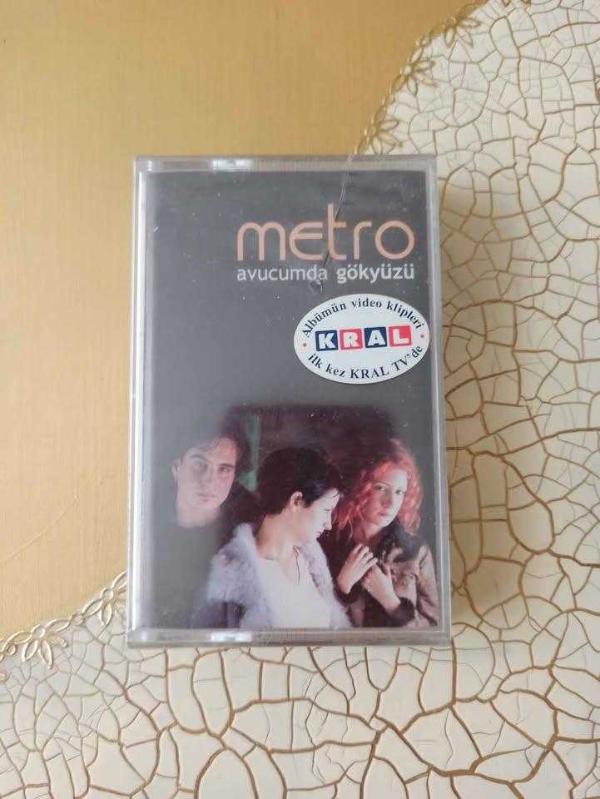 metro
avucumda gökyüzü
Albümün video klipleri
KRAL
ilk kez KRAL TV'de